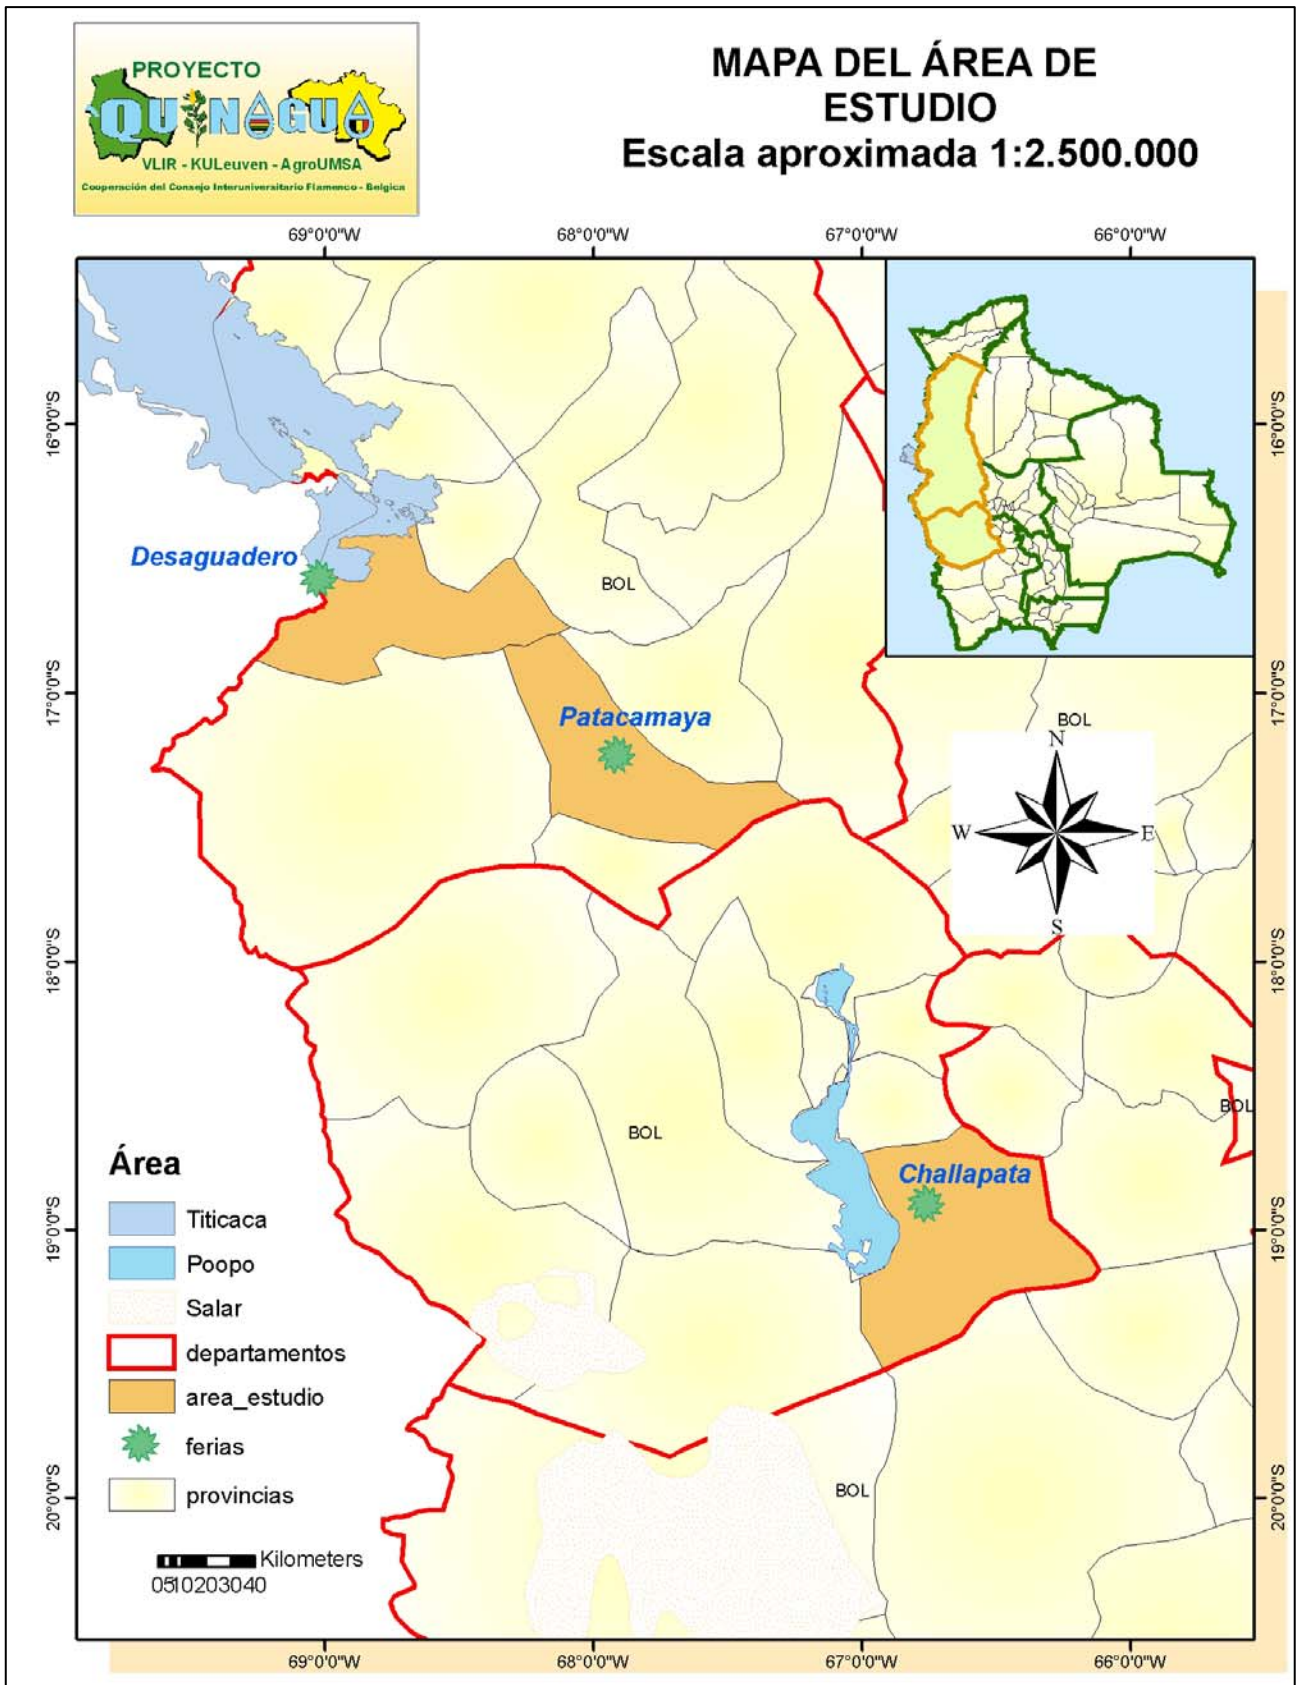 PROYECTO
QUINAGUA
VLIR - KULeuven - AgroUMSA
Cooperación del Consejo Interuniversitario Flamenco - Belgica
MAPA DEL ÁREA DE
ESTUDIO
Escala aproximada 1:2.500.000
69°0'0"W 68°0'0"W 67°0'0"W 66°0'0"W
16°0'0"S 16°0'0"S
Desaguadero
BOL
17°0'0"S 17°0'0"S
Patacamaya
BOL
N
W E
S
18°0'0"S 18°0'0"S
BOL
BOL
Challapata
Área
Titicaca
19°0'0"S 19°0'0"S
Poopo
Salar
departamentos
area_estudio
ferias
BOL
provincias
20°0'0"S 20°0'0"S
Kilometers
0510203040
69°0'0"W 68°0'0"W 67°0'0"W 66°0'0"W